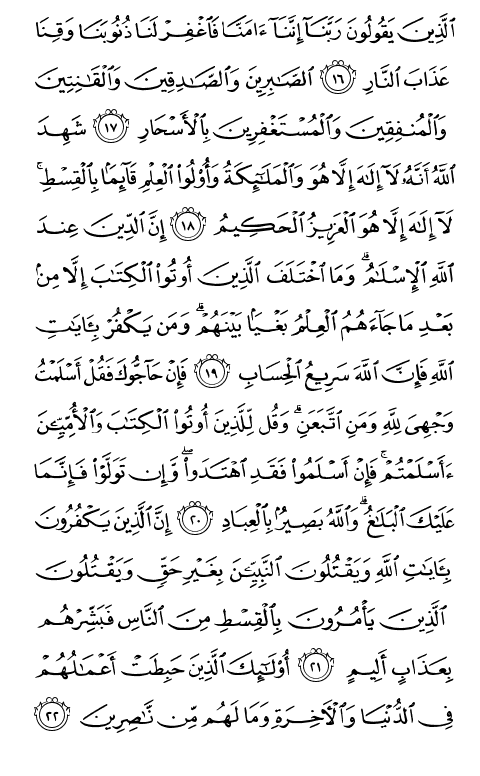 ٱلَّذِينَ يَقُولُونَ رَبَّنَآ إِنَّنَآ ءَامَنَّا فَٱغْفِرْ لَنَا ذُنُوبَنَا وَقِنَا
عَذَابَ ٱلنَّارِ ١٦ ٱلصَّٰبِرِينَ وَٱلصَّٰدِقِينَ وَٱلْقَٰنِتِينَ
وَٱلْمُنفِقِينَ وَٱلْمُسْتَغْفِرِينَ بِٱلْأَسْحَارِ ١٧ شَهِدَ
ٱللَّهُ أَنَّهُۥ لَآ إِلَٰهَ إِلَّا هُوَ وَٱلْمَلَٰٓئِكَةُ وَأُو۟لُوا۟ ٱلْعِلْمِ قَآئِمًۢا بِٱلْقِسْطِ ۚ
لَآ إِلَٰهَ إِلَّا هُوَ ٱلْعَزِيزُ ٱلْحَكِيمُ ١٨ إِنَّ ٱلدِّينَ عِندَ
ٱللَّهِ ٱلْإِسْلَٰمُ ۗ وَمَا ٱخْتَلَفَ ٱلَّذِينَ أُوتُوا۟ ٱلْكِتَٰبَ إِلَّا مِنۢ
بَعْدِ مَا جَآءَهُمُ ٱلْعِلْمُ بَغْيًۢا بَيْنَهُمْ ۗ وَمَن يَكْفُرْ بِـَٔايَٰتِ
ٱللَّهِ فَإِنَّ ٱللَّهَ سَرِيعُ ٱلْحِسَابِ ١٩ فَإِنْ حَآجُّوكَ فَقُلْ أَسْلَمْتُ
وَجْهِىَ لِلَّهِ وَمَنِ ٱتَّبَعَنِ ۗ وَقُل لِّلَّذِينَ أُوتُوا۟ ٱلْكِتَٰبَ وَٱلْأُمِّيِّـۧنَ
ءَأَسْلَمْتُمْ ۚ فَإِنْ أَسْلَمُوا۟ فَقَدِ ٱهْتَدَوا۟ ۖ وَّإِن تَوَلَّوْا۟ فَإِنَّمَا
عَلَيْكَ ٱلْبَلَٰغُ ۗ وَٱللَّهُ بَصِيرٌۢ بِٱلْعِبَادِ ٢٠ إِنَّ ٱلَّذِينَ يَكْفُرُونَ
بِـَٔايَٰتِ ٱللَّهِ وَيَقْتُلُونَ ٱلنَّبِيِّـۧنَ بِغَيْرِ حَقٍّ وَيَقْتُلُونَ
ٱلَّذِينَ يَأْمُرُونَ بِٱلْقِسْطِ مِنَ ٱلنَّاسِ فَبَشِّرْهُم
بِعَذَابٍ أَلِيمٍ ٢١ أُو۟لَٰٓئِكَ ٱلَّذِينَ حَبِطَتْ أَعْمَٰلُهُمْ
فِى ٱلدُّنْيَا وَٱلْـَٔاخِرَةِ وَمَا لَهُم مِّن نَّٰصِرِينَ ٢٢